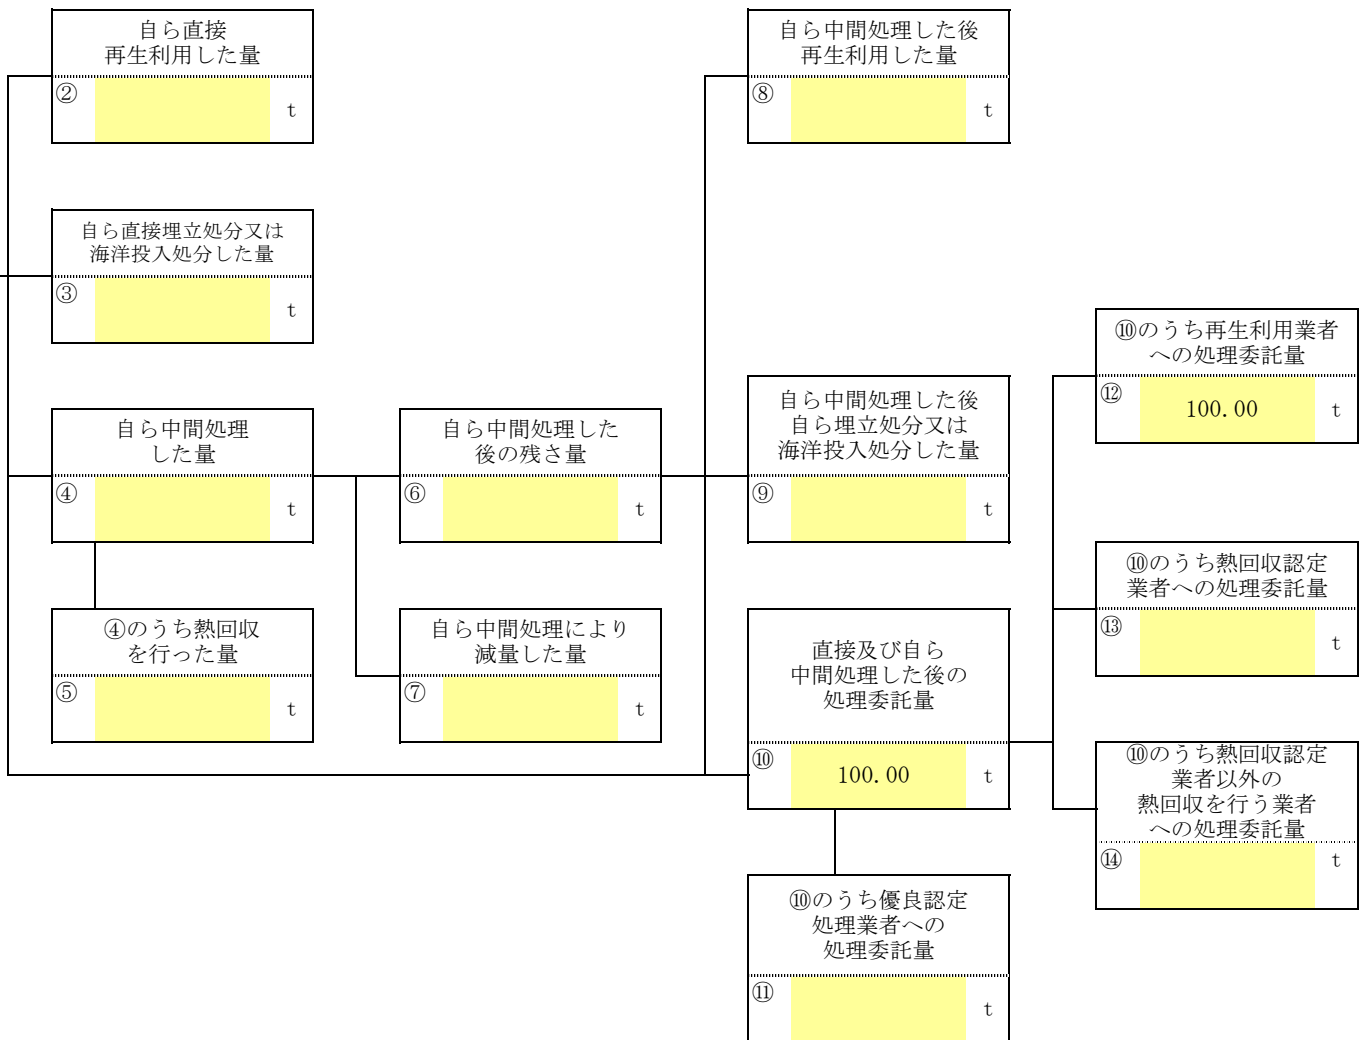 自ら直接
再生利用した量
②
t
自ら直接埋立処分又は
海洋投入処分した量
③
t
自ら中間処理
した量
④
t
④のうち熱回収
を行った量
⑤
t
自ら中間処理した
後の残さ量
⑥
t
自ら中間処理により
減量した量
⑦
t
自ら中間処理した後
再生利用した量
⑧
t
自ら中間処理した後
自ら埋立処分又は
海洋投入処分した量
⑨
t
直接及び自ら
中間処理した後の
処理委託量
⑩ 100.00 t
⑩のうち優良認定
処理業者への
処理委託量
⑪
t
⑩のうち再生利用業者
への処理委託量
⑫ 100.00 t
⑩のうち熱回収認定
業者への処理委託量
⑬
t
⑩のうち熱回収認定
業者以外の
熱回収を行う業者
への処理委託量
⑭
t